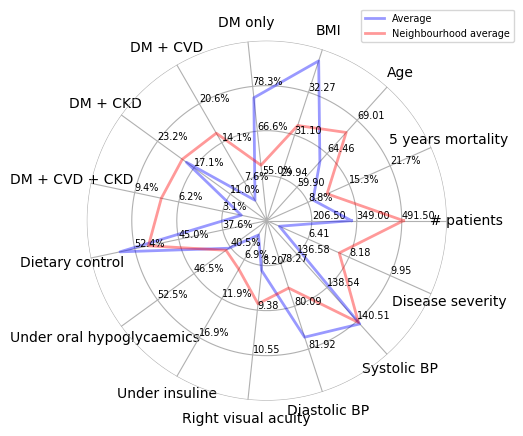 Average
Neighbourhood average
DM only
BMI
DM + CVD
Age
DM + CKD
5 years mortality
DM + CVD + CKD
# patients
Dietary control
Disease severity
Under oral hypoglycaemics
Systolic BP
Under insuline
Diastolic BP
Right visual acuity
206.50
349.00
491.50
8.8%
15.3%
21.7%
59.90
64.46
69.01
29.94
31.10
32.27
55.0%
66.6%
78.3%
7.6%
14.1%
20.6%
11.0%
17.1%
23.2%
3.1%
6.2%
9.4%
37.6%
45.0%
52.4%
40.5%
46.5%
52.5%
6.9%
11.9%
16.9%
8.20
9.38
10.55
78.27
80.09
81.92
136.58
138.54
140.51
6.41
8.18
9.95